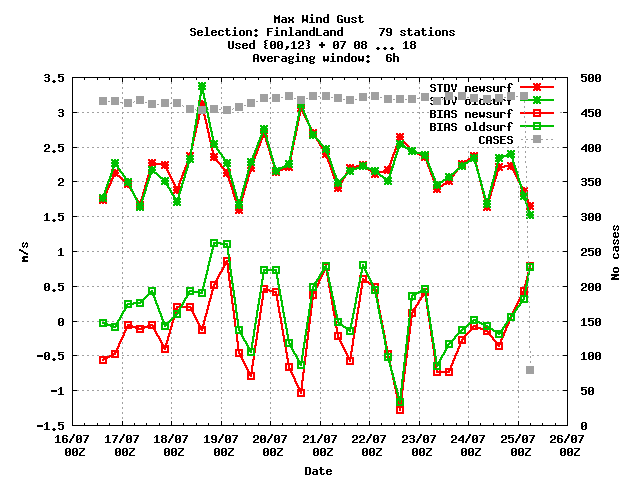 Max Wind Gust
Selection: FinlandLand 79 stations
Used {00,12} + 07 08 ... 18
Averaging window: 6h
STDV newsurf
STDV oldsurf
BIAS newsurf
BIAS oldsurf
CASES
3.5
3
2.5
2
1.5
1
0.5
0
-0.5
-1
-1.5
m/s
500
450
400
350
300
250
200
150
100
50
0
No cases
16/07 17/07 18/07 19/07 20/07 21/07 22/07 23/07 24/07 25/07 26/07
00Z 00Z 00Z 00Z 00Z 00Z 00Z 00Z 00Z 00Z 00Z
Date